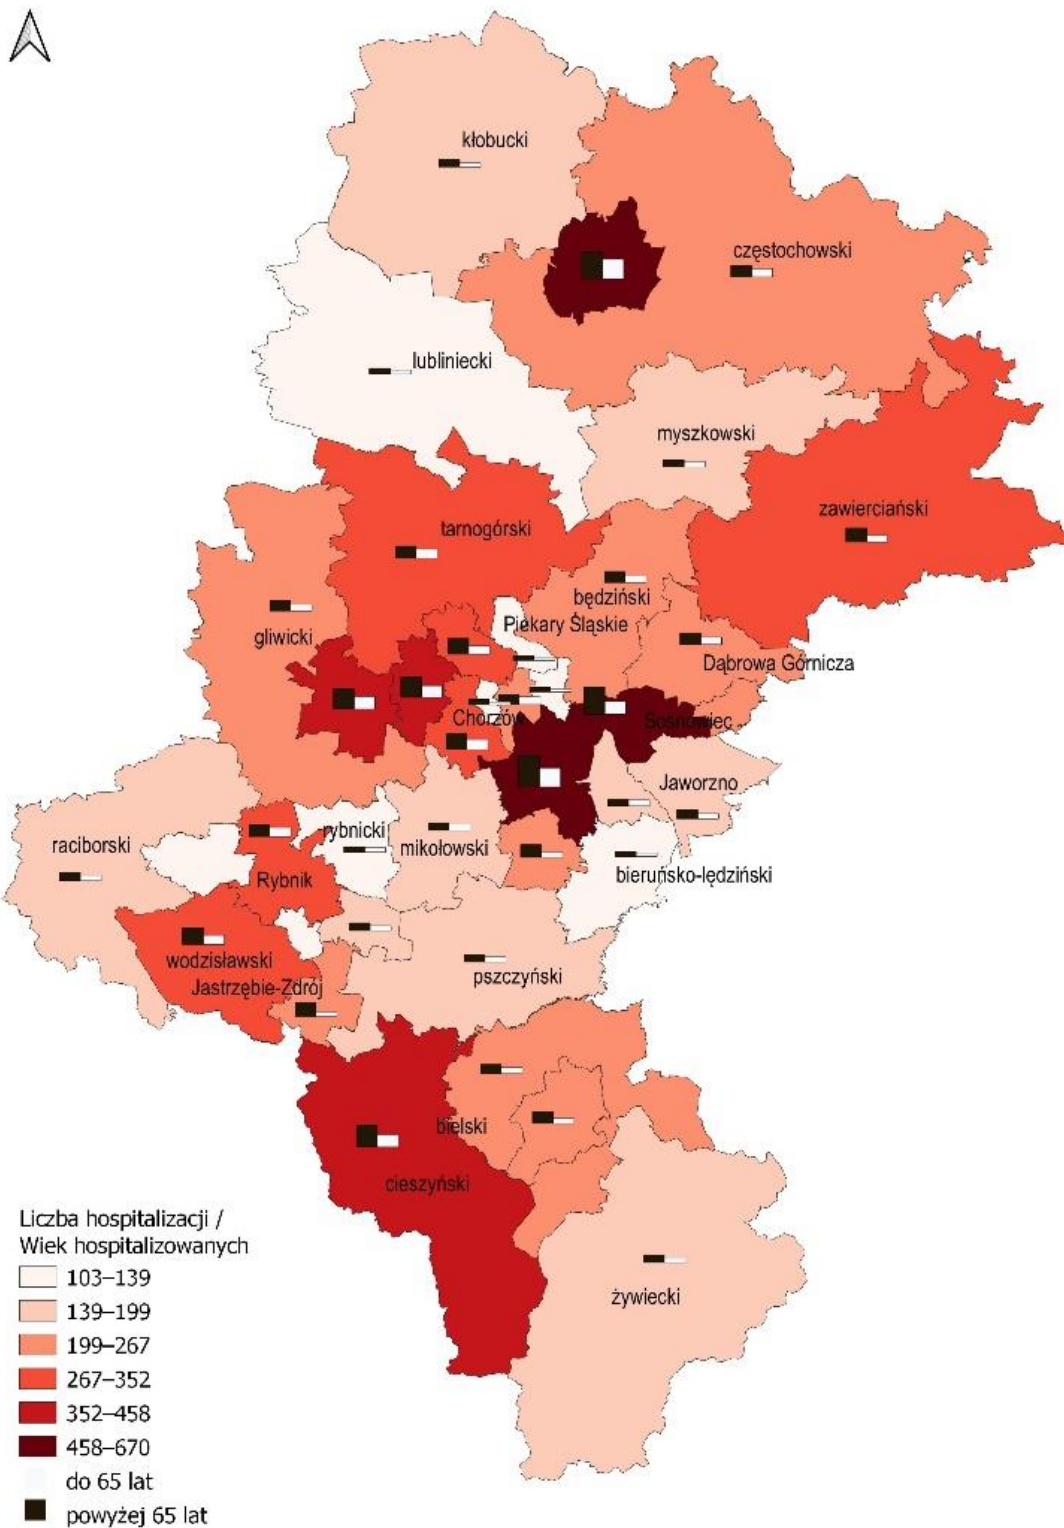 kłobucki
częstochowski
lubliniecki
myszkowski
zawierciański
tarnogórski
będziński
Piekary Śląskie
gliwicki
Dąbrowa Górnicza
Chorzów
Sosnowiec
Jaworzno
rybnicki
mikołowski
raciborski
bieruńsko-lędziński
Rybnik
wodzisławski
pszczyński
Jastrzębie-Zdrój
bielski
cieszyński
żywiecki
Liczba hospitalizacji /
Wiek hospitalizowanych
103–139
139–199
199–267
267–352
352–458
458–670
do 65 lat
powyżej 65 lat